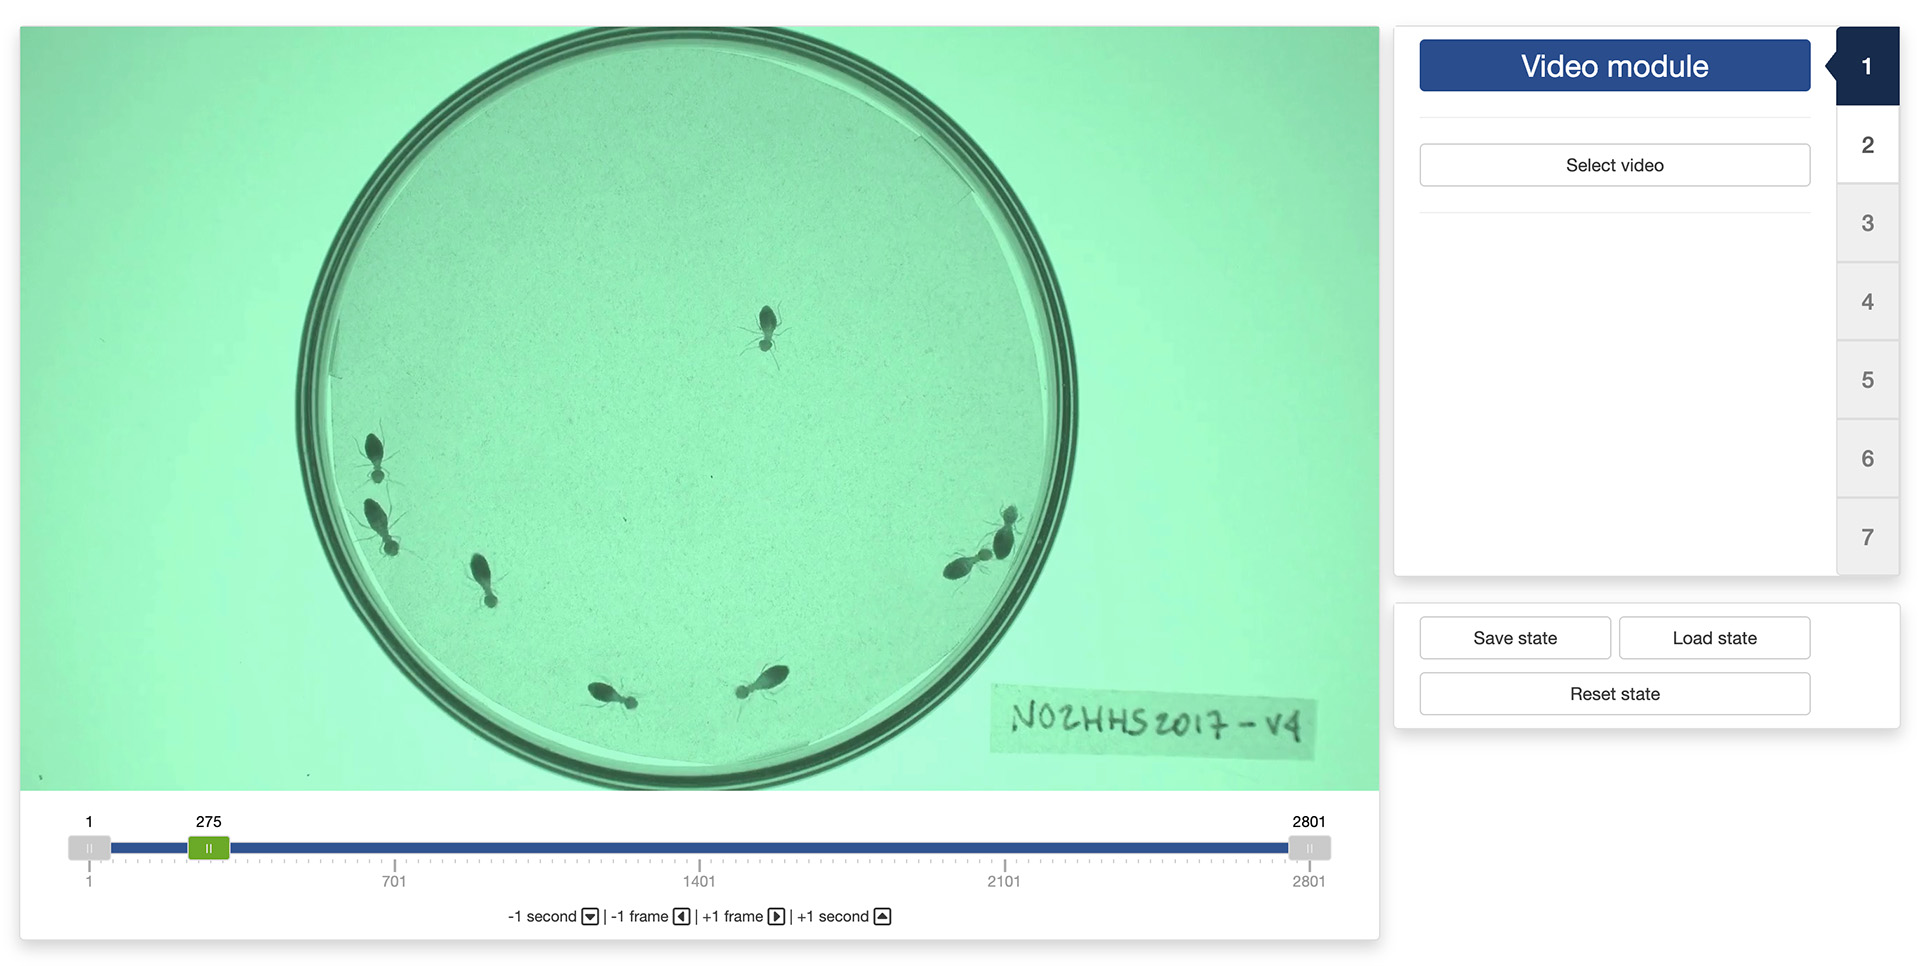 Video module
1
2
Select video
3
4
5
6
7
Save state Load state
Reset state
NO2HHS2017-V4
1 275 2801
1 701 1401 2101 2801
-1 second | -1 frame | +1 frame | +1 second